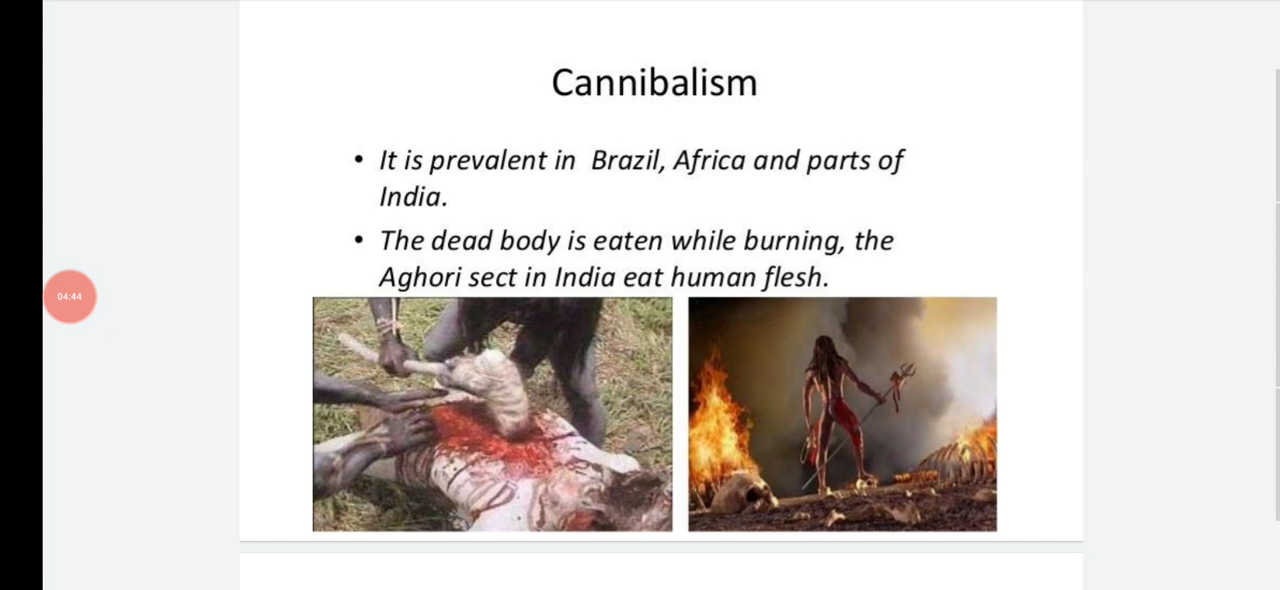 Cannibalism
• It is prevalent in  Brazil, Africa and parts of
India.
• The dead body is eaten while burning, the
Aghori sect in India eat human flesh.
04:44